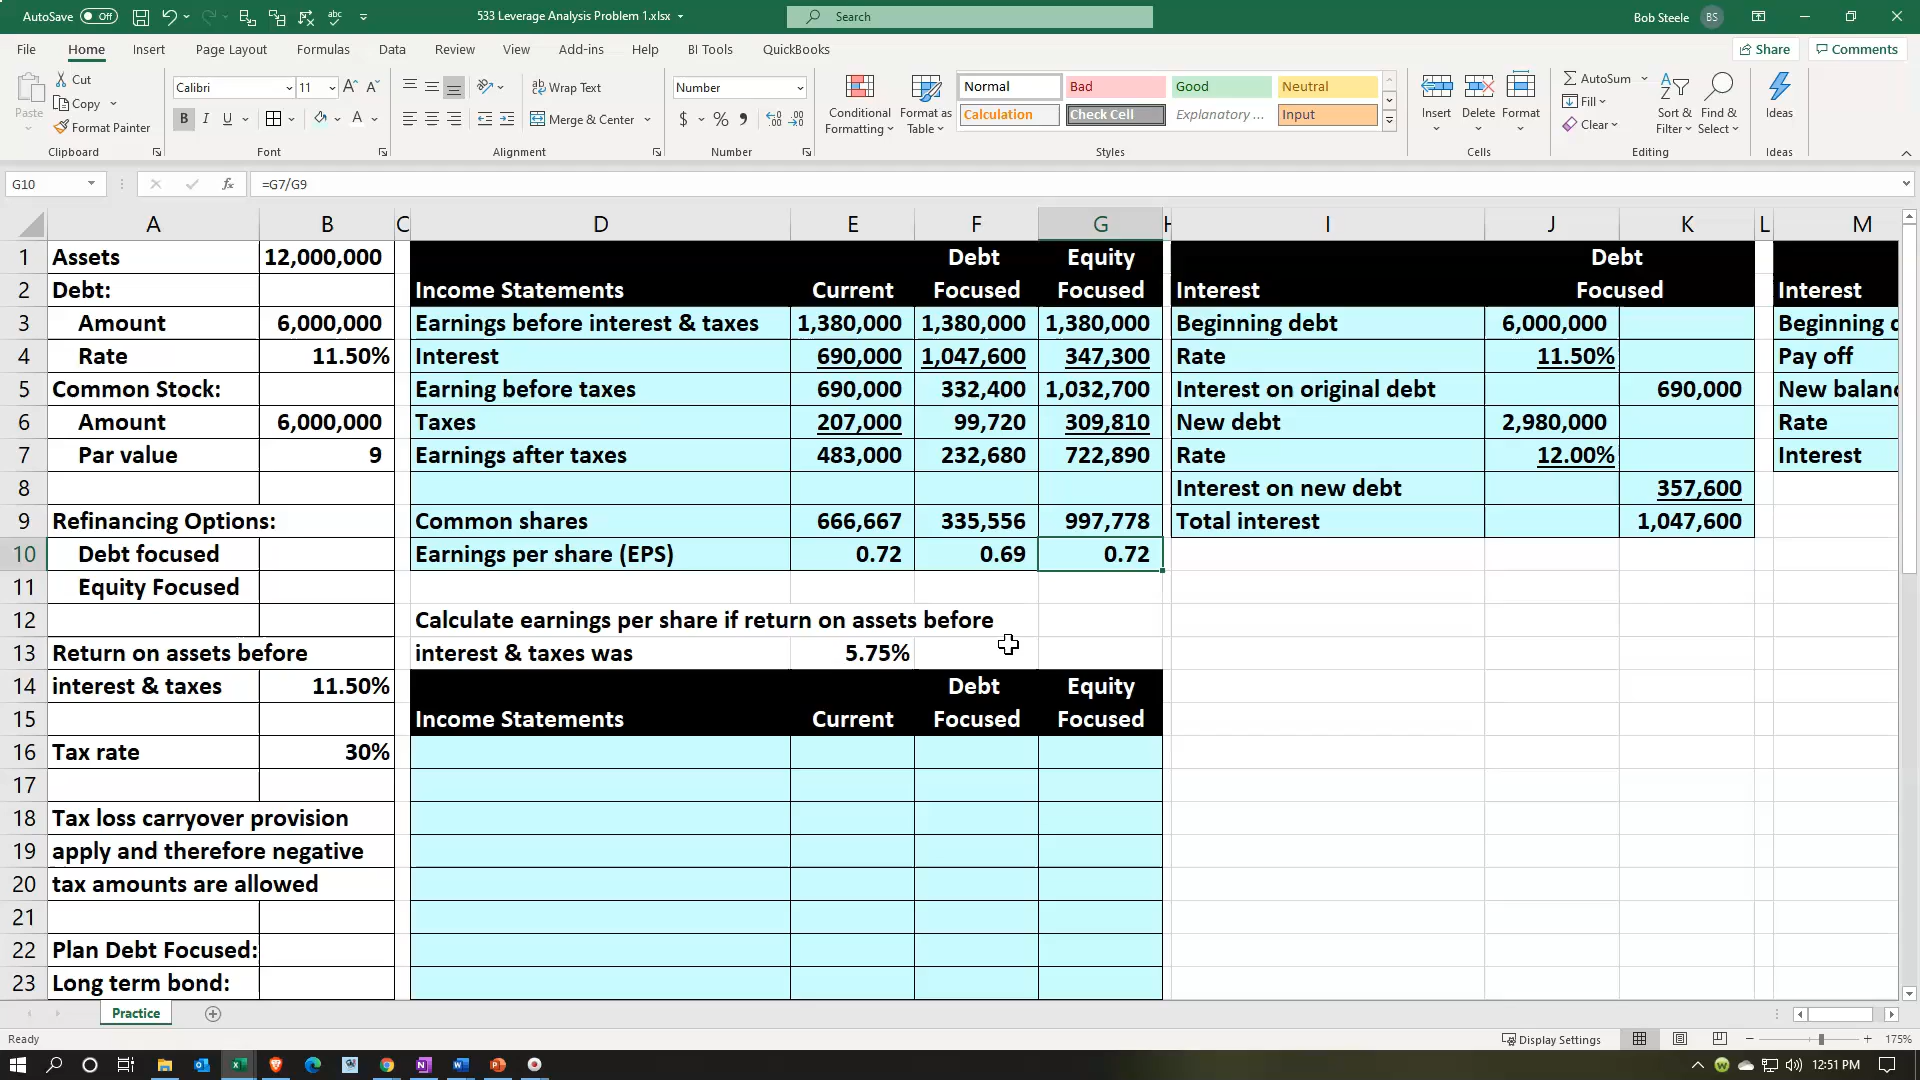 AutoSave Off
533 Leverage Analysis Problem 1.xlsx
Search
Bob Steele BS
File Home Insert Page Layout Formulas Data Review View Add-ins Help BI Tools QuickBooks Share Comments
Paste
Cut
Copy
Format Painter
Clipboard
Calibri 11
B I U
Font
Wrap Text
Merge & Center
Alignment
Number
$ % 9
Number
Conditional Formatting
Format as Table
Normal Bad Good Neutral
Calculation Check Cell Explanatory ... Input
Styles
Insert Delete Format
Cells
AutoSum
Fill
Clear
Sort & Filter
Find & Select
Editing
Ideas
Ideas
G10 fx =G7/G9
A B C D E F G H I J K L M
1 Assets 12,000,000 Debt Equity Debt
2 Debt: Income Statements Current Focused Focused Interest Focused Interest
3 Amount 6,000,000 Earnings before interest & taxes 1,380,000 1,380,000 1,380,000 Beginning debt 6,000,000 Beginning
4 Rate 11.50% Interest 690,000 1,047,600 347,300 Rate 11.50% Pay off
5 Common Stock: Earning before taxes 690,000 332,400 1,032,700 Interest on original debt 690,000 New balanc
6 Amount 6,000,000 Taxes 207,000 99,720 309,810 New debt 2,980,000 Rate
7 Par value 9 Earnings after taxes 483,000 232,680 722,890 Rate 12.00% Interest
8 Interest on new debt 357,600
9 Refinancing Options: Common shares 666,667 335,556 997,778 Total interest 1,047,600
10 Debt focused Earnings per share (EPS) 0.72 0.69 0.72
11 Equity Focused
12 Calculate earnings per share if return on assets before
13 Return on assets before interest & taxes was 5.75%
14 interest & taxes 11.50% Debt Equity
15 Income Statements Current Focused Focused
16 Tax rate 30%
17
18 Tax loss carryover provision
19 apply and therefore negative
20 tax amounts are allowed
21
22 Plan Debt Focused:
23 Long term bond:
Practice
Ready Display Settings 175%
12:51 PM